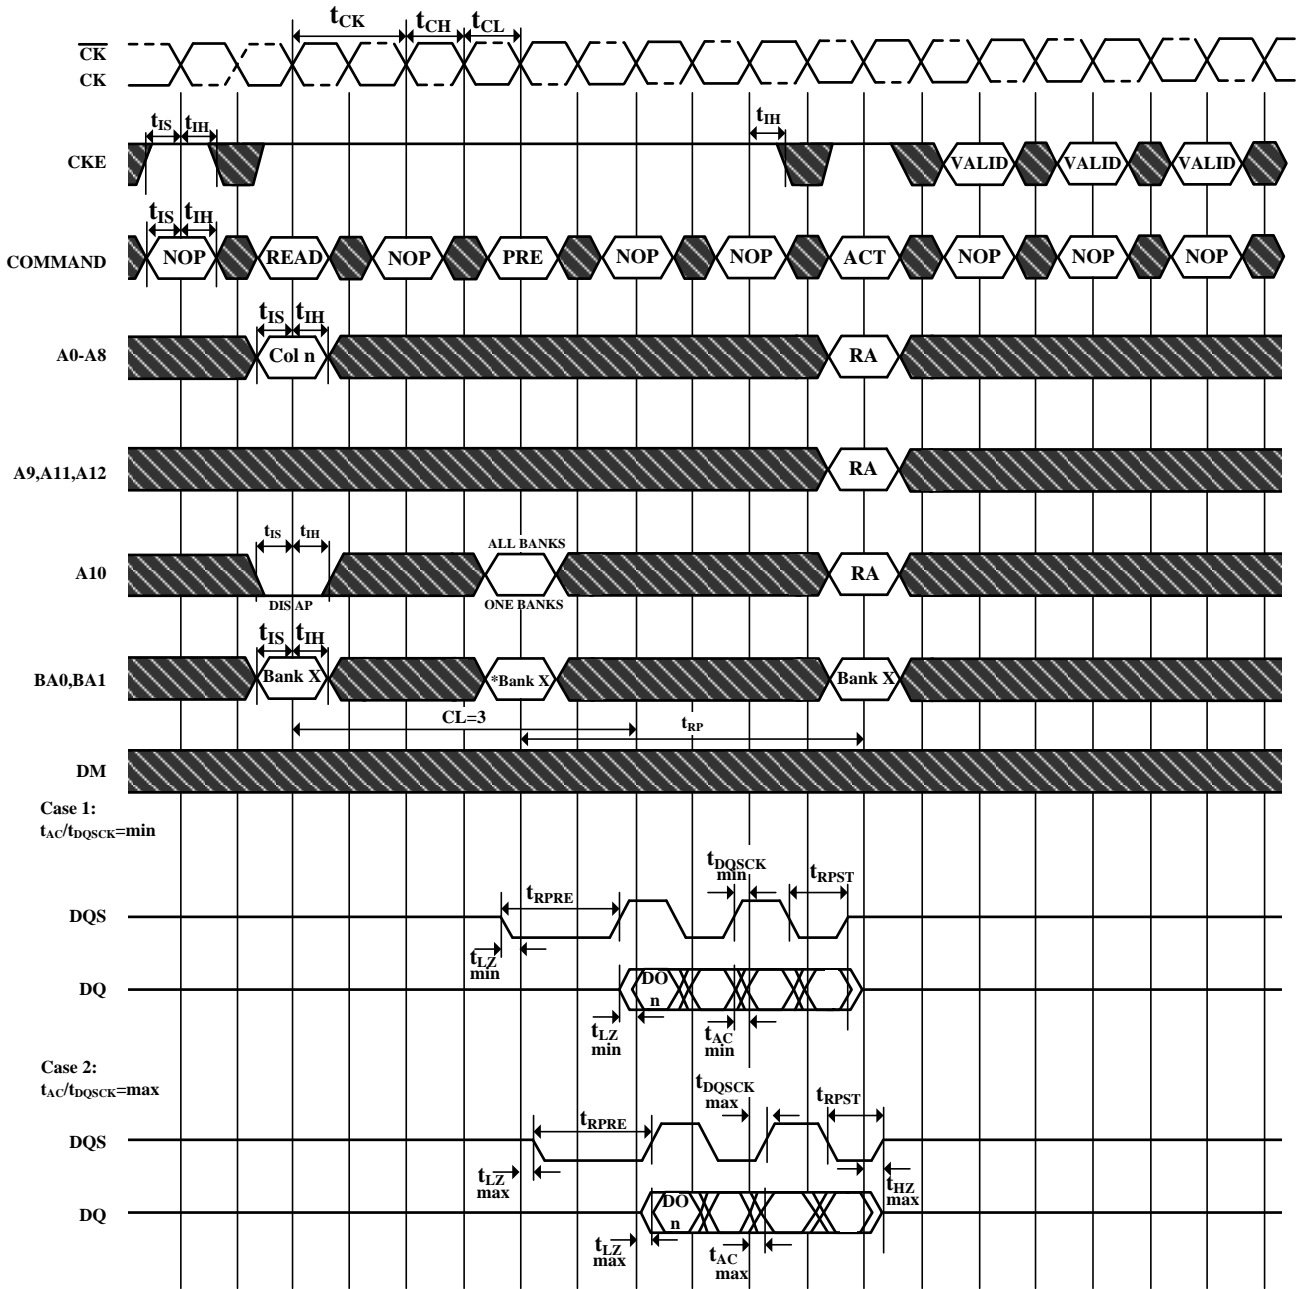 tCK tCH tCL
CK
CK
tIS tIH tIH
CKE VALID VALID VALID
tIS tIH
COMMAND NOP READ NOP PRE NOP NOP ACT NOP NOP NOP
tIS tIH
A0-A8 Col n RA
A9,A11,A12 RA
tIS tIH ALL BANKS
A10 RA
DIS AP ONE BANKS
tIS tIH
BA0,BA1 Bank X *Bank X Bank X
CL=3 tRP
DM
Case 1:
tAC/tDQSCK=min
tDQSCK
min
tRPST
tRPRE
DQS
tLZ
min
DQ DO
n
tLZ
min
tAC
min
Case 2:
tAC/tDQSCK=max
tDQSCK
max
tRPST
tRPRE
DQS
tLZ
max
tHZ
max
DQ DO
n
tLZ
max
tAC
max